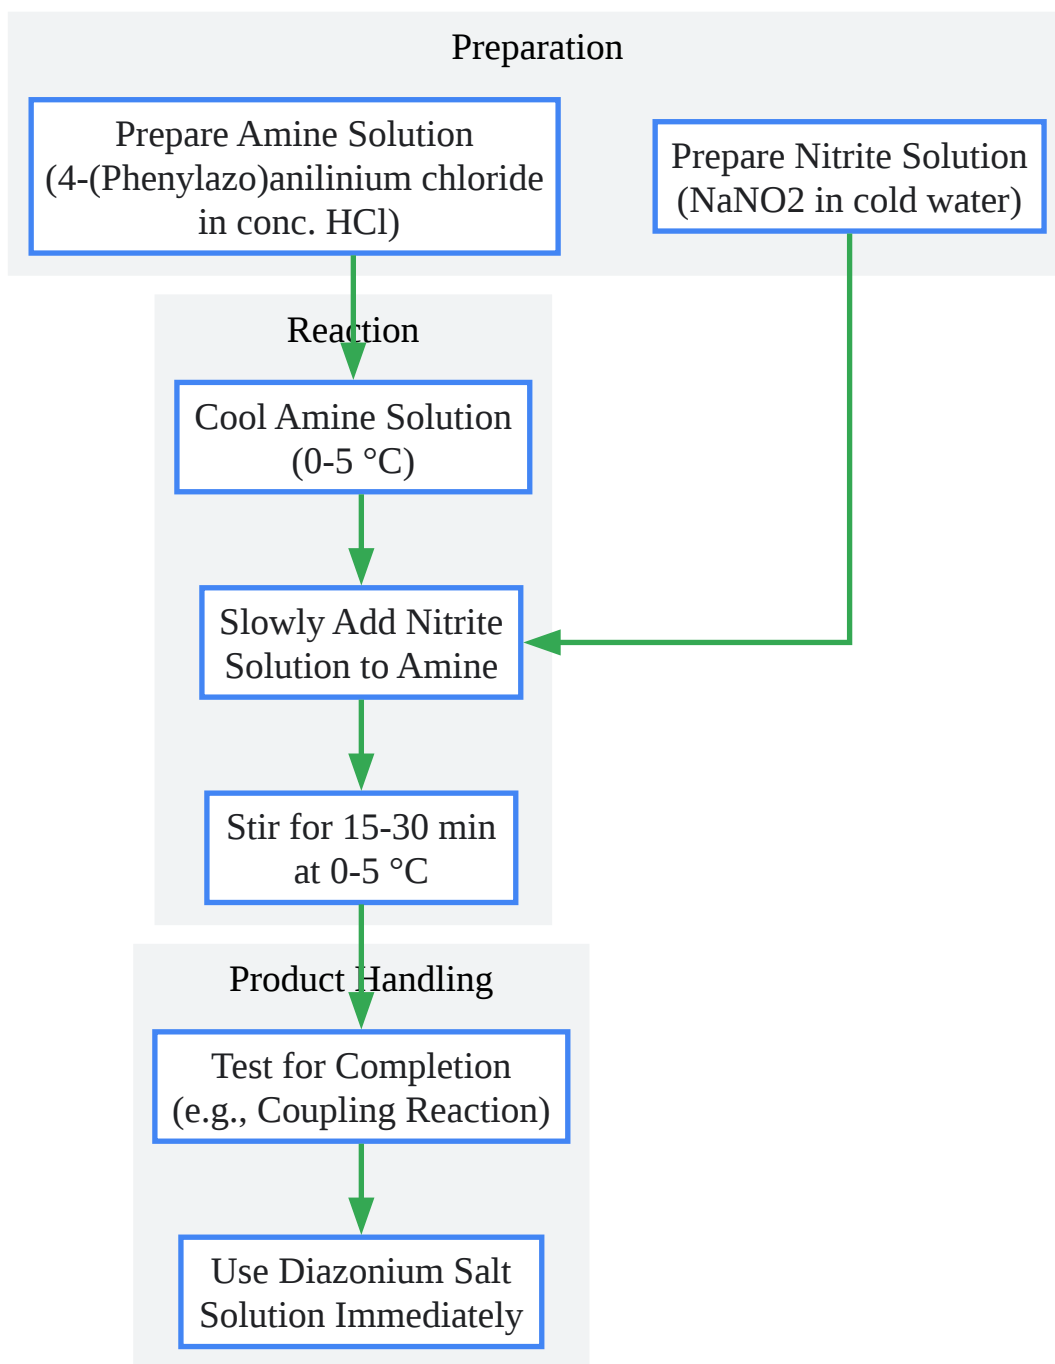 Preparation
Prepare Amine Solution
(4-(Phenylazo)anilinium chloride
in conc. HCl)
Prepare Nitrite Solution
(NaNO2 in cold water)
Reaction
Cool Amine Solution
(0-5 °C)
Slowly Add Nitrite
Solution to Amine
Stir for 15-30 min
at 0-5 °C
Product Handling
Test for Completion
(e.g., Coupling Reaction)
Use Diazonium Salt
Solution Immediately